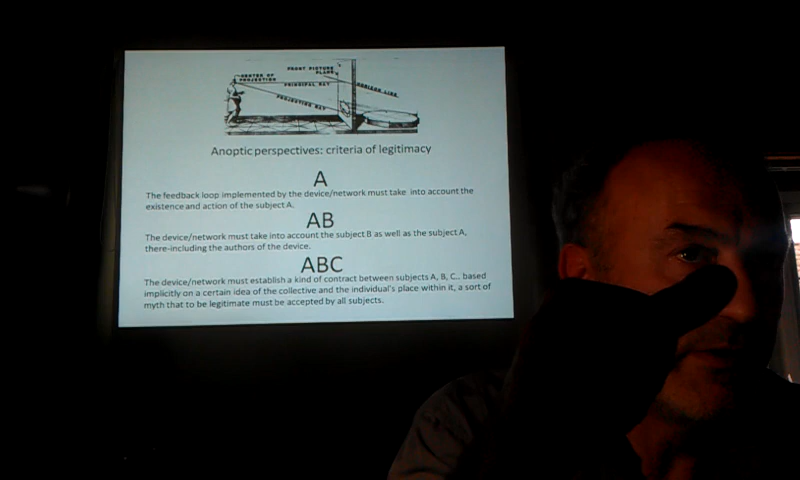 CENTER OF
PROJECTION
FRONT PICTURE
PLANE
PRINCIPAL RAY
HORIZON LINE
PROJECTING RAY
Anoptic perspectives: criteria of legitimacy
A
The feedback loop implemented by the device/network must take into account the
existence and action of the subject A.
AB
The device/network must take into account the subject B as well as the subject A,
there-including the authors of the device.
ABC
The device/network must establish a kind of contract between subjects A, B, C.. based
implicitly on a certain idea of the collective and the individual's place within it, a sort of
myth that to be legitimate must be accepted by all subjects.